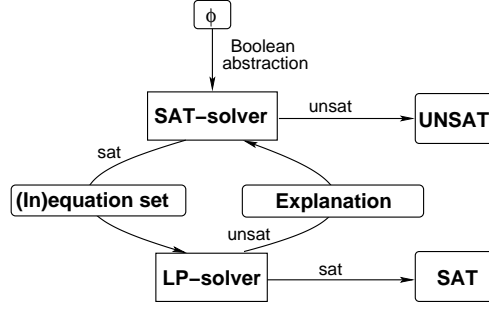 ϕ
Boolean
abstraction
SAT–solver
unsat
UNSAT
sat
(In)equation set
Explanation
unsat
LP–solver
sat
SAT